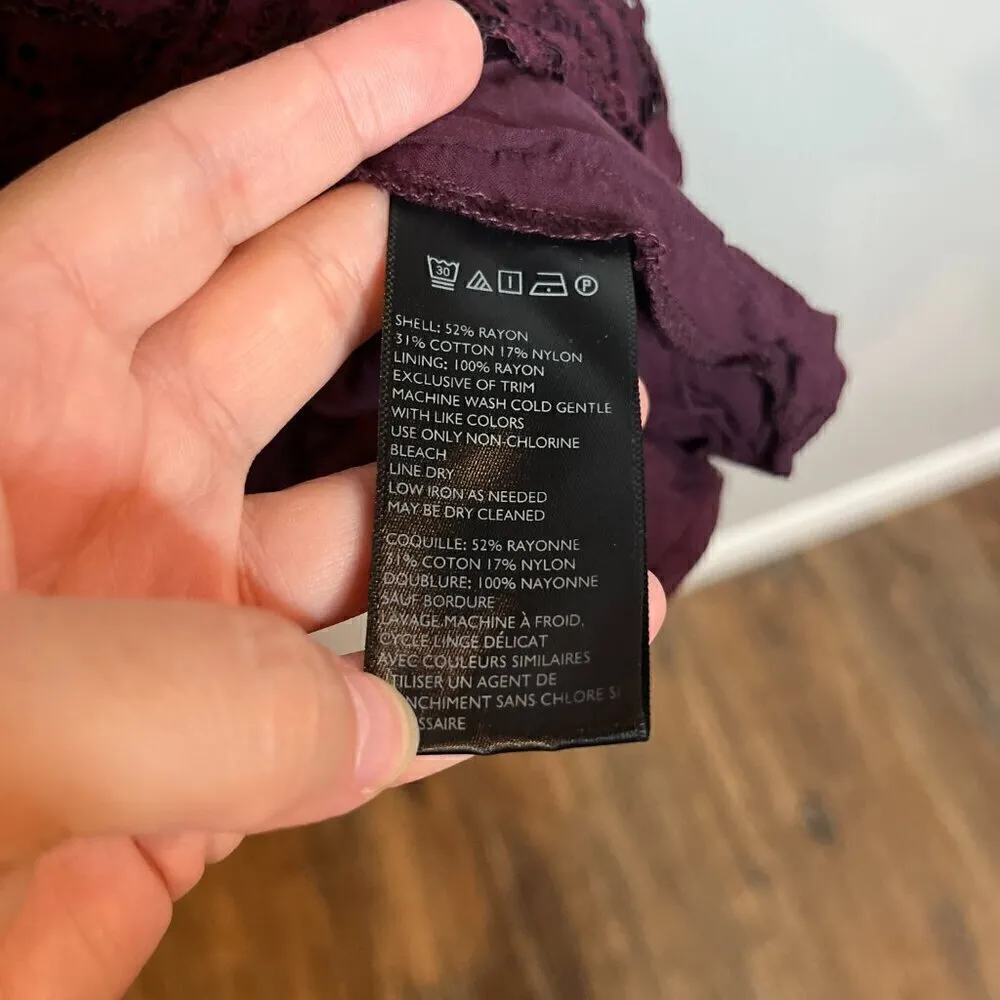 30 P
SHELL: 52% RAYON
31% COTTON 17% NYLON
LINING: 100% RAYON
EXCLUSIVE OF TRIM
MACHINE WASH COLD GENTLE
WITH LIKE COLORS
USE ONLY NON-CHLORINE
BLEACH
LINE DRY
LOW IRON AS NEEDED
MAY BE DRY CLEANED
COQUILLE: 52% RAYONNE
31% COTON 17% NYLON
DOUBLURE: 100% NAYONNE
SAUF BORDURE
LAVAGE MACHINE À FROID,
CYCLE LINGE DÉLICAT
AVEC COULEURS SIMILAIRES
UTILISER UN AGENT DE
NCHIMENT SANS CHLORE SI
SSAIRE